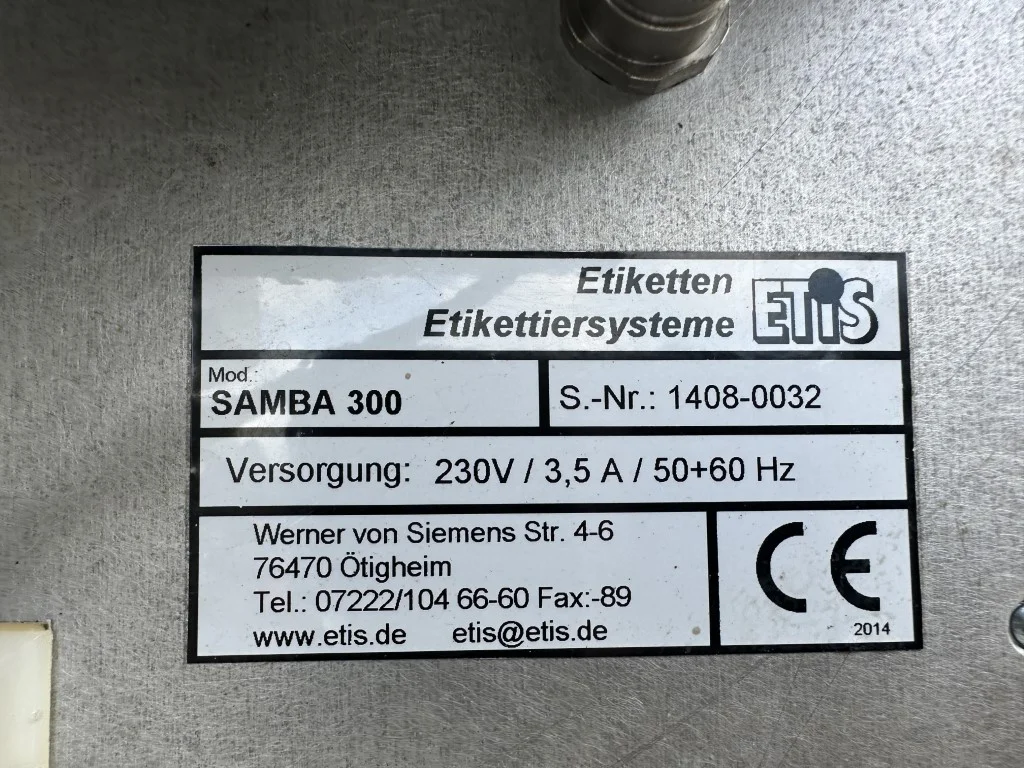 Etiketten
Etikettiersysteme ETIS
Mod.:
SAMBA 300
S.-Nr.: 1408-0032
Versorgung: 230V / 3,5 A / 50+60 Hz
Werner von Siemens Str. 4-6
76470 Ötigheim
Tel.: 07222/104 66-60 Fax:-89
www.etis.de etis@etis.de
CE
2014